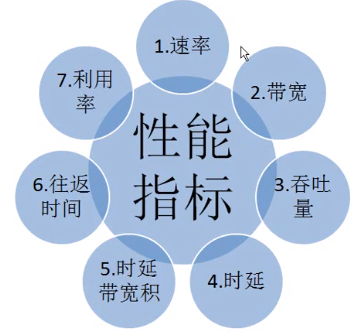 性能
指标
1.速率
2.带宽
3.吞吐
量
4.时延
5.时延
带宽积
6.往返
时间
7.利用
率